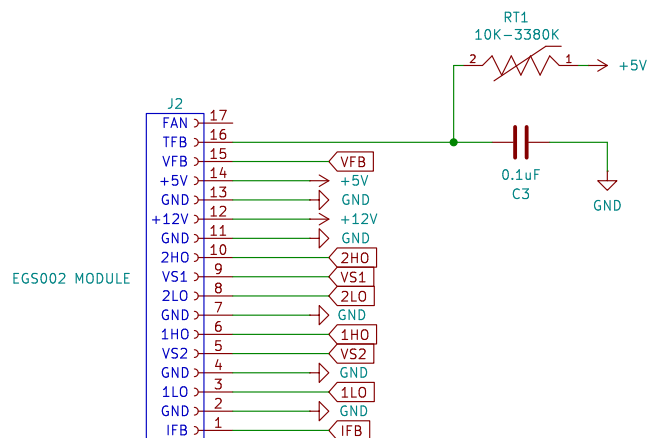 RT1
10K-3380K
2
1
+5V
J2
FAN 17
TFB 16
VFB 15 VFB
+5V 14 +5V
0.1uF
GND 13 GND
C3
GND
+12V 12 +12V
GND 11 GND
2HO 10 2HO
EGS002 MODULE
VS1 9 VS1
2LO 8 2LO
GND 7 GND
1HO 6 1HO
VS2 5 VS2
GND 4 GND
1LO 3 1LO
GND 2 GND
IFB 1 IFB